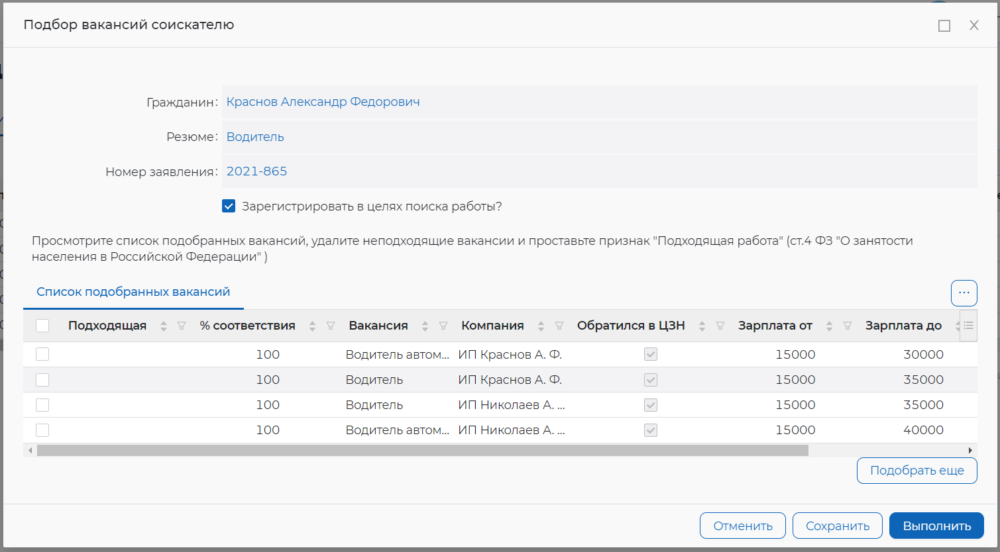 Подбор вакансий соискателю
Гражданин: Краснов Александр Федорович
Резюме: Водитель
Номер заявления: 2021-865
Зарегистрировать в целях поиска работы?
Просмотрите список подобранных вакансий, удалите неподходящие вакансии и проставьте признак "Подходящая работа" (ст.4 ФЗ "О занятости
населения в Российской Федерации" )
Список подобранных вакансий
...
Подходящая % соответствия Вакансия Компания Обратился в ЦЗН Зарплата от Зарплата до
100 Водитель автом... ИП Краснов А. Ф. 15000 30000
100 Водитель ИП Краснов А. Ф. 15000 35000
100 Водитель ИП Николаев А. ... 15000 35000
100 Водитель автом... ИП Николаев А. ... 15000 40000
Подобрать еще
Отменить Сохранить Выполнить